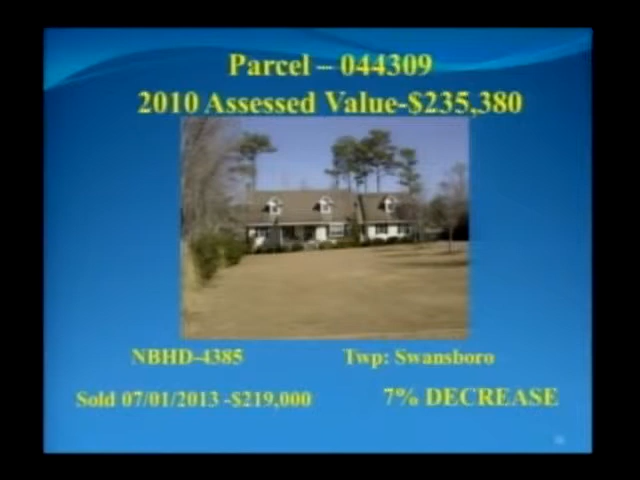 Parcel – 044309
2010 Assessed Value-$235,380
NBHD-4385
Twp: Swansboro
Sold 07/01/2013 -$219,000
7% DECREASE